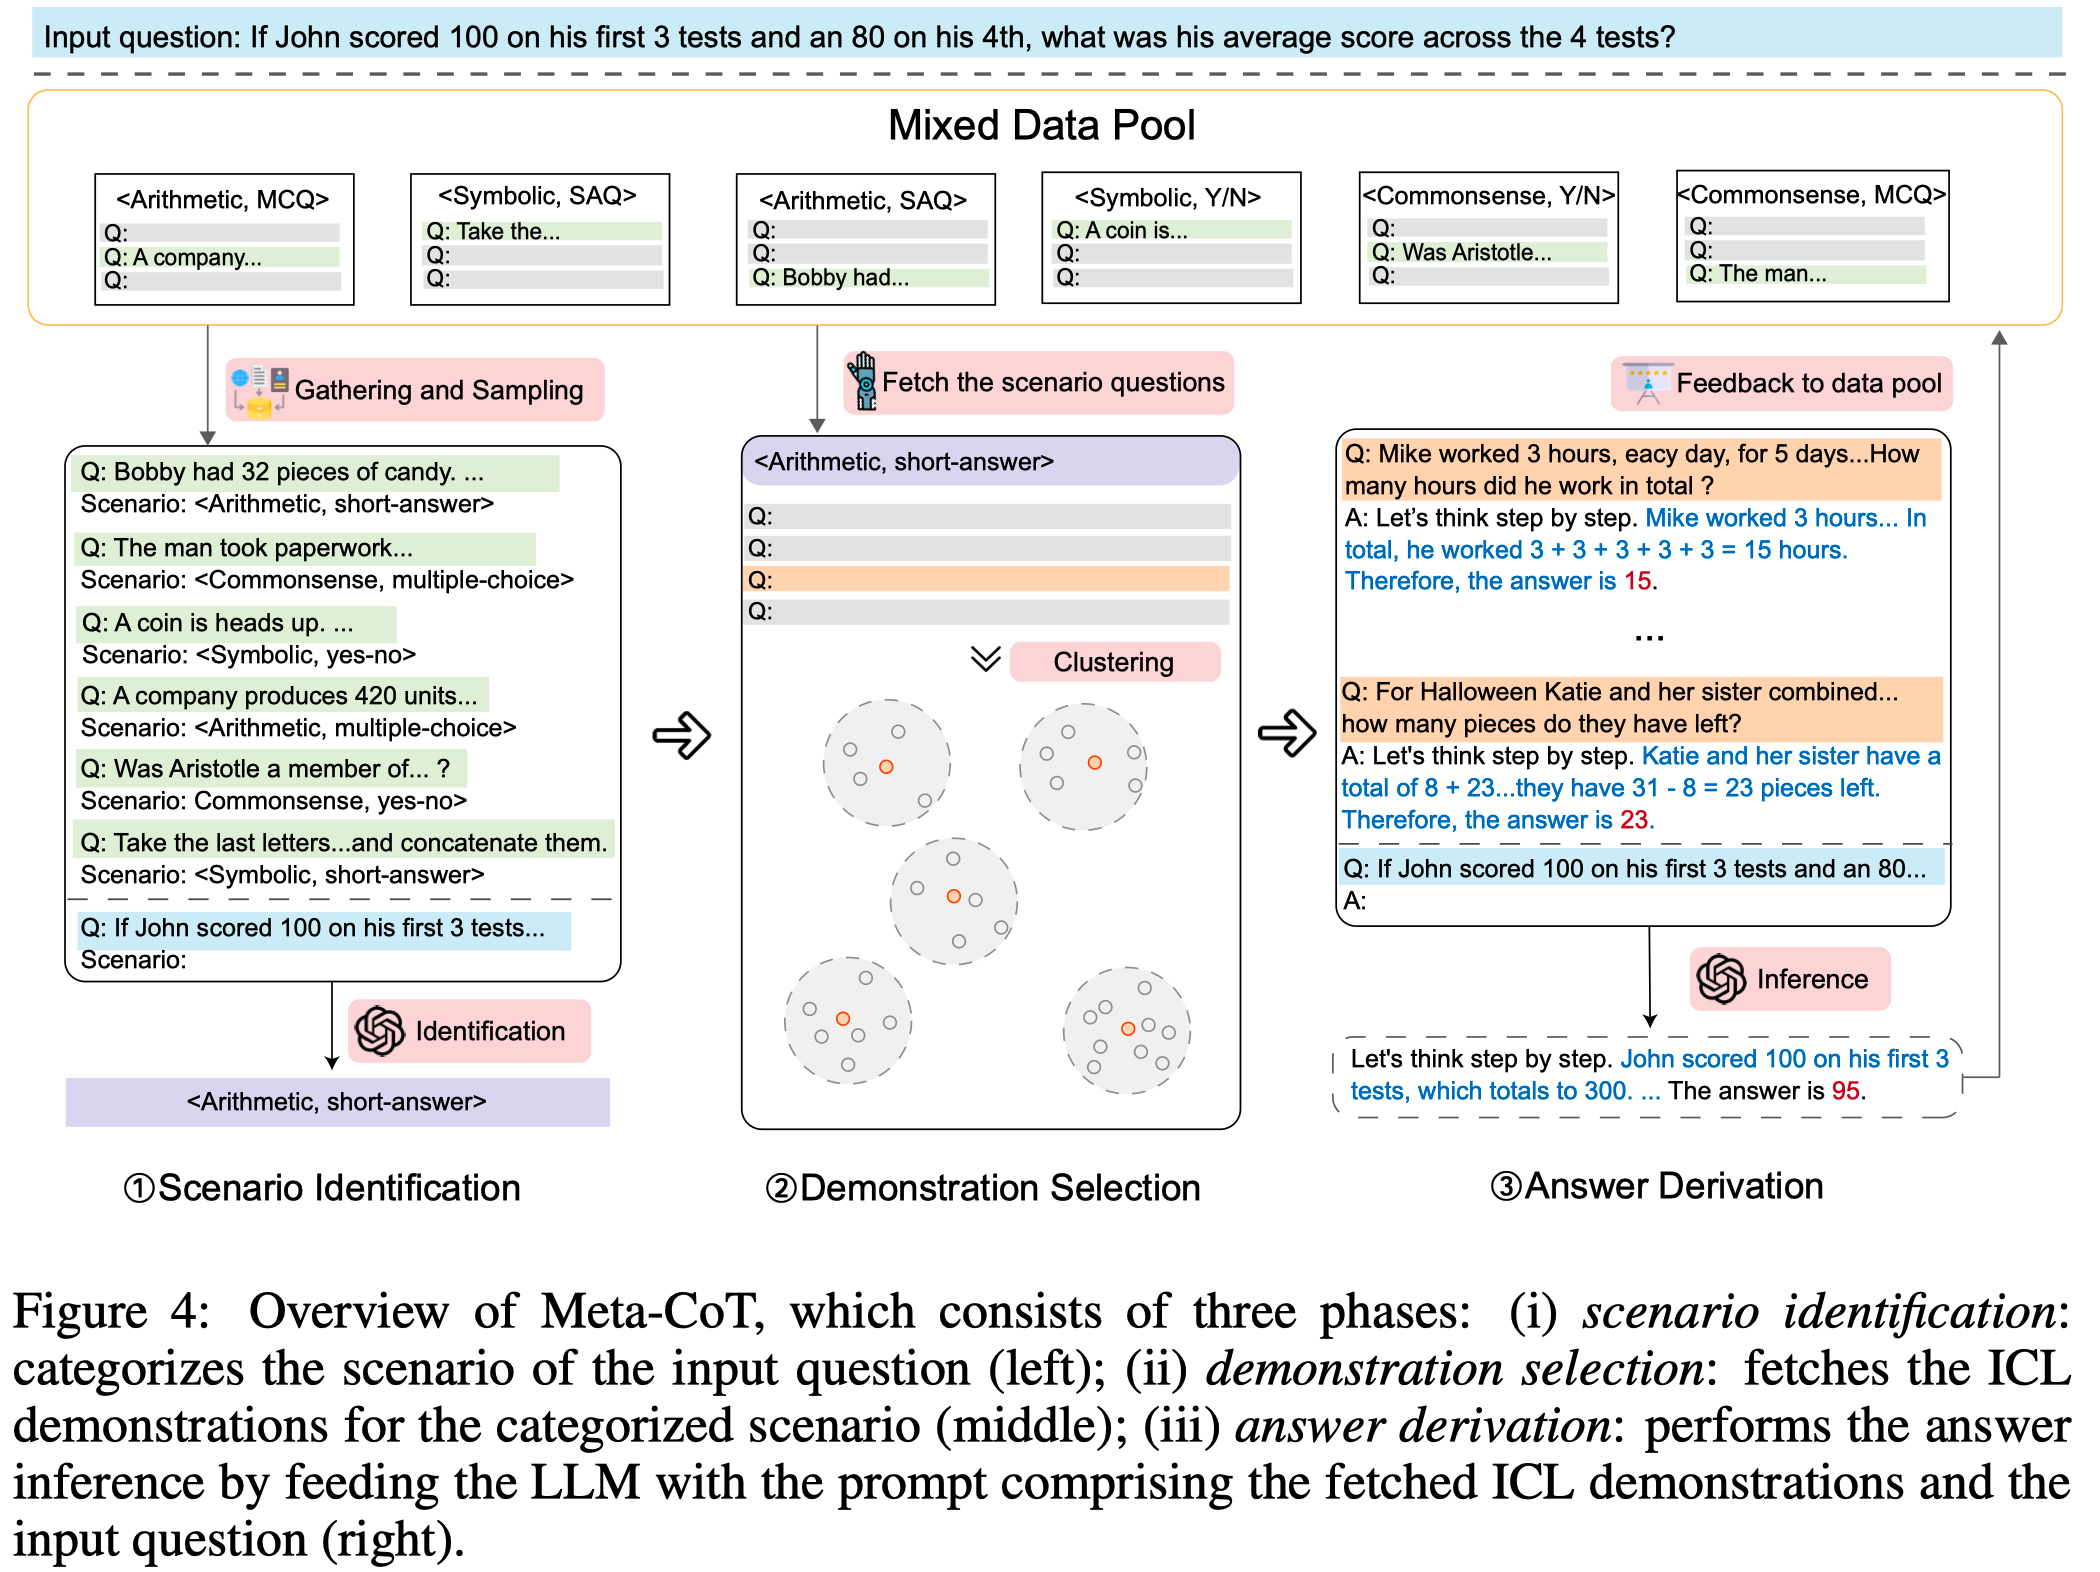 Input question: If John scored 100 on his first 3 tests and an 80 on his 4th, what was his average score across the 4 tests?
Mixed Data Pool
<Arithmetic, MCQ>
Q:
Q: A company...
Q:
<Symbolic, SAQ>
Q: Take the...
Q:
Q:
<Arithmetic, SAQ>
Q:
Q:
Q: Bobby had...
<Symbolic, Y/N>
Q: A coin is...
Q:
Q:
<Commonsense, Y/N>
Q:
Q: Was Aristotle...
Q:
<Commonsense, MCQ>
Q:
Q:
Q: The man...
Gathering and Sampling
Fetch the scenario questions
Feedback to data pool
Q: Bobby had 32 pieces of candy. ...
Scenario: <Arithmetic, short-answer>
Q: The man took paperwork...
Scenario: <Commonsense, multiple-choice>
Q: A coin is heads up. ...
Scenario: <Symbolic, yes-no>
Q: A company produces 420 units...
Scenario: <Arithmetic, multiple-choice>
Q: Was Aristotle a member of... ?
Scenario: Commonsense, yes-no>
Q: Take the last letters...and concatenate them.
Scenario: <Symbolic, short-answer>
Q: If John scored 100 on his first 3 tests...
Scenario:
Identification
<Arithmetic, short-answer>
①Scenario Identification
<Arithmetic, short-answer>
Q:
Q:
Q:
Q:
Clustering
②Demonstration Selection
Q: Mike worked 3 hours, eacy day, for 5 days...How
many hours did he work in total ?
A: Let’s think step by step. Mike worked 3 hours... In
total, he worked 3 + 3 + 3 + 3 + 3 = 15 hours.
Therefore, the answer is 15.
...
Q: For Halloween Katie and her sister combined...
how many pieces do they have left?
A: Let's think step by step. Katie and her sister have a
total of 8 + 23...they have 31 - 8 = 23 pieces left.
Therefore, the answer is 23.
Q: If John scored 100 on his first 3 tests and an 80...
A:
Inference
Let's think step by step. John scored 100 on his first 3
tests, which totals to 300. ... The answer is 95.
③Answer Derivation
Figure 4: Overview of Meta-CoT, which consists of three phases: (i) scenario identification:
categorizes the scenario of the input question (left); (ii) demonstration selection: fetches the ICL
demonstrations for the categorized scenario (middle); (iii) answer derivation: performs the answer
inference by feeding the LLM with the prompt comprising the fetched ICL demonstrations and the
input question (right).